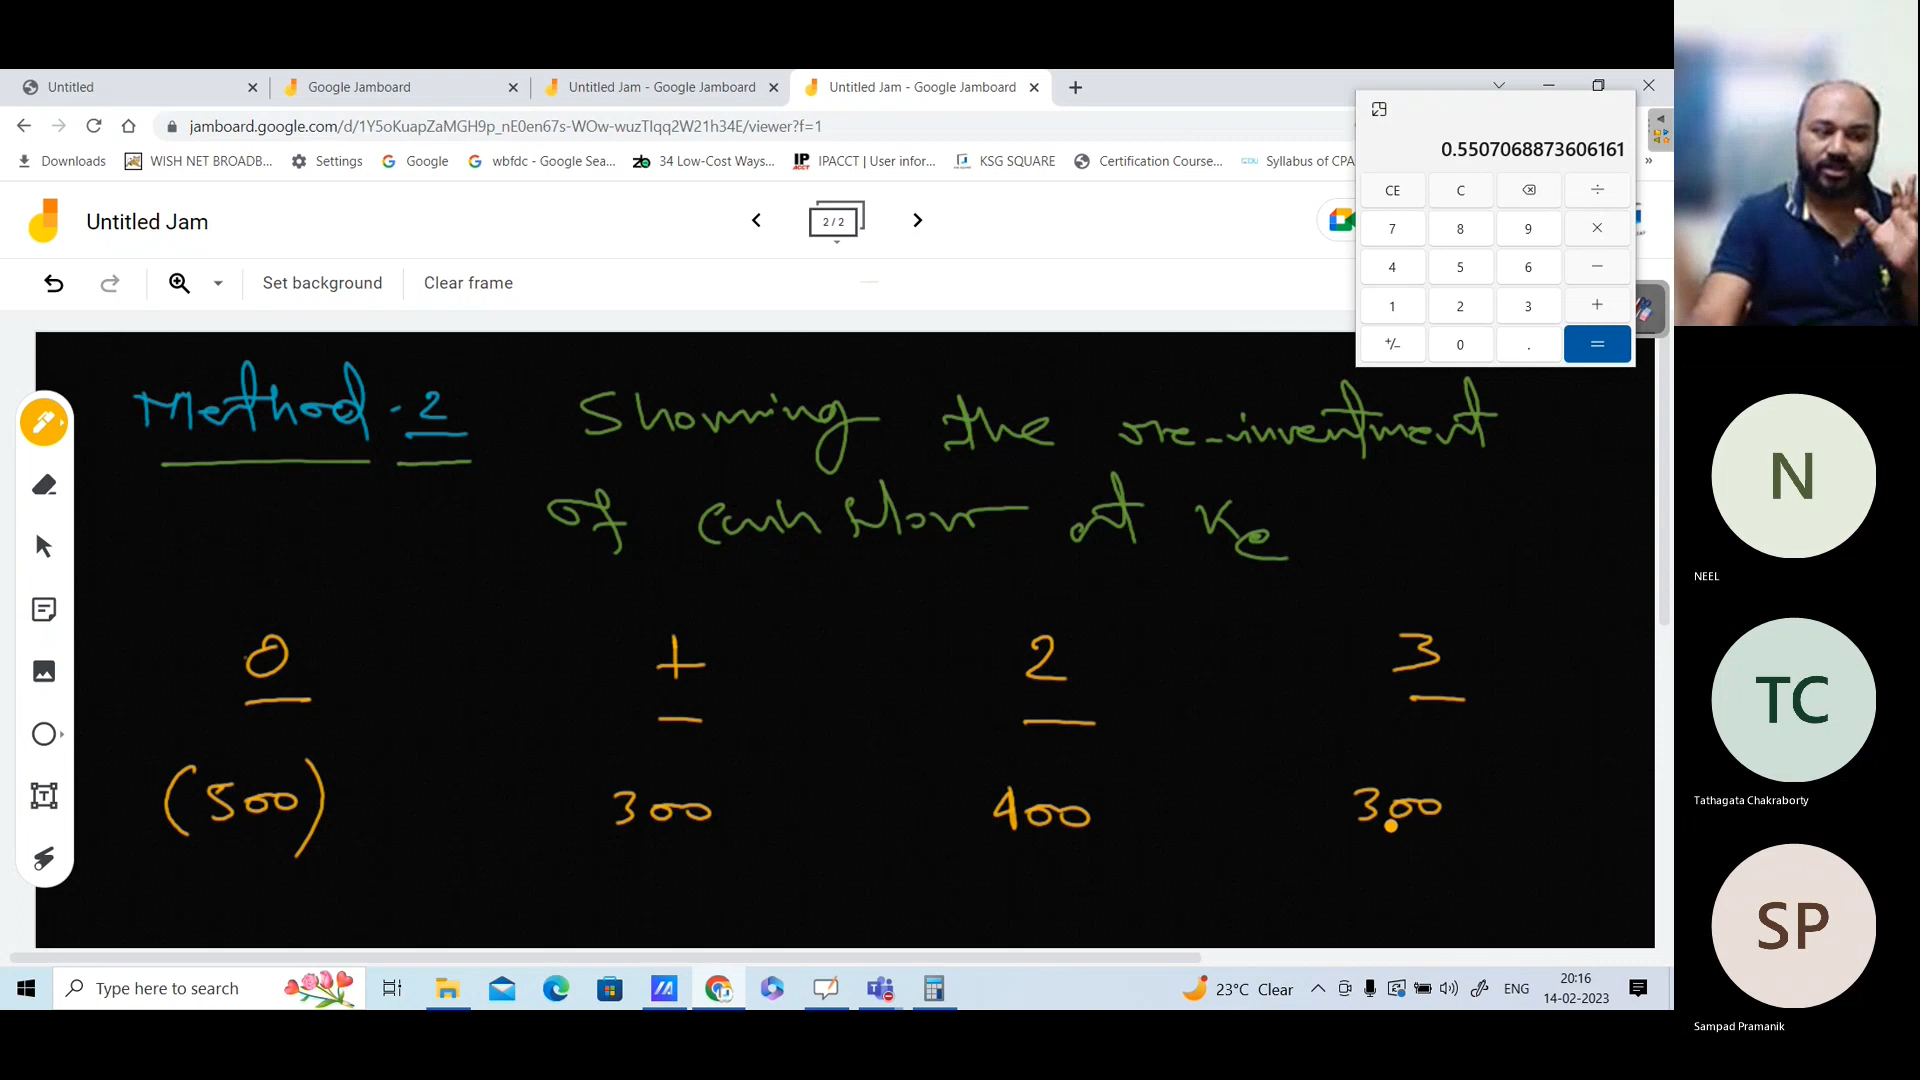 Untitled
Google Jamboard
Untitled Jam - Google Jamboard
Untitled Jam - Google Jamboard
jamboard.google.com/d/1Y5oKuapZaMGH9p_nE0en67s-WOw-wuzTlqq2W21h34E/viewer?f=1
Downloads
WISH NET BROADB...
Settings
Google
wbfdc - Google Sea...
34 Low-Cost Ways...
IPACCT | User infor...
KSG SQUARE
Certification Course...
Syllabus of CPA
»
0.5507068873606161
CE C ÷
7 8 9 ×
4 5 6 −
1 2 3 +
+/− 0 . =
Untitled Jam
2 / 2
Set background
Clear frame
Method - 2 Showing the re-investment
of cash flow at Ke
0 1 2 3
(500) 300 400 300
N
NEEL
TC
Tathagata Chakraborty
SP
Sampad Pramanik
Type here to search
23°C Clear
ENG
20:16
14-02-2023